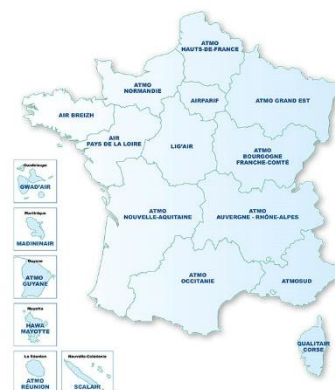 ATMO
HAUTS-DE-FRANCE
ATMO
NORMANDIE
AIRPARIF
ATMO GRAND EST
AIR BREIZH
AIR
PAYS DE LA LOIRE
LIG'AIR
ATMO
BOURGOGNE
FRANCHE-COMTÉ
Guadeloupe
GWAD'AIR
Martinique
MADININAIR
ATMO
NOUVELLE-AQUITAINE
ATMO
AUVERGNE - RHÔNE-ALPES
Guyane
ATMO
GUYANE
ATMO
OCCITANIE
ATMOSUD
Mayotte
HAWA
MAYOTTE
QUALITAIR
CORSE
La Réunion
ATMO
RÉUNION
Nouvelle-Calédonie
SCALAIR